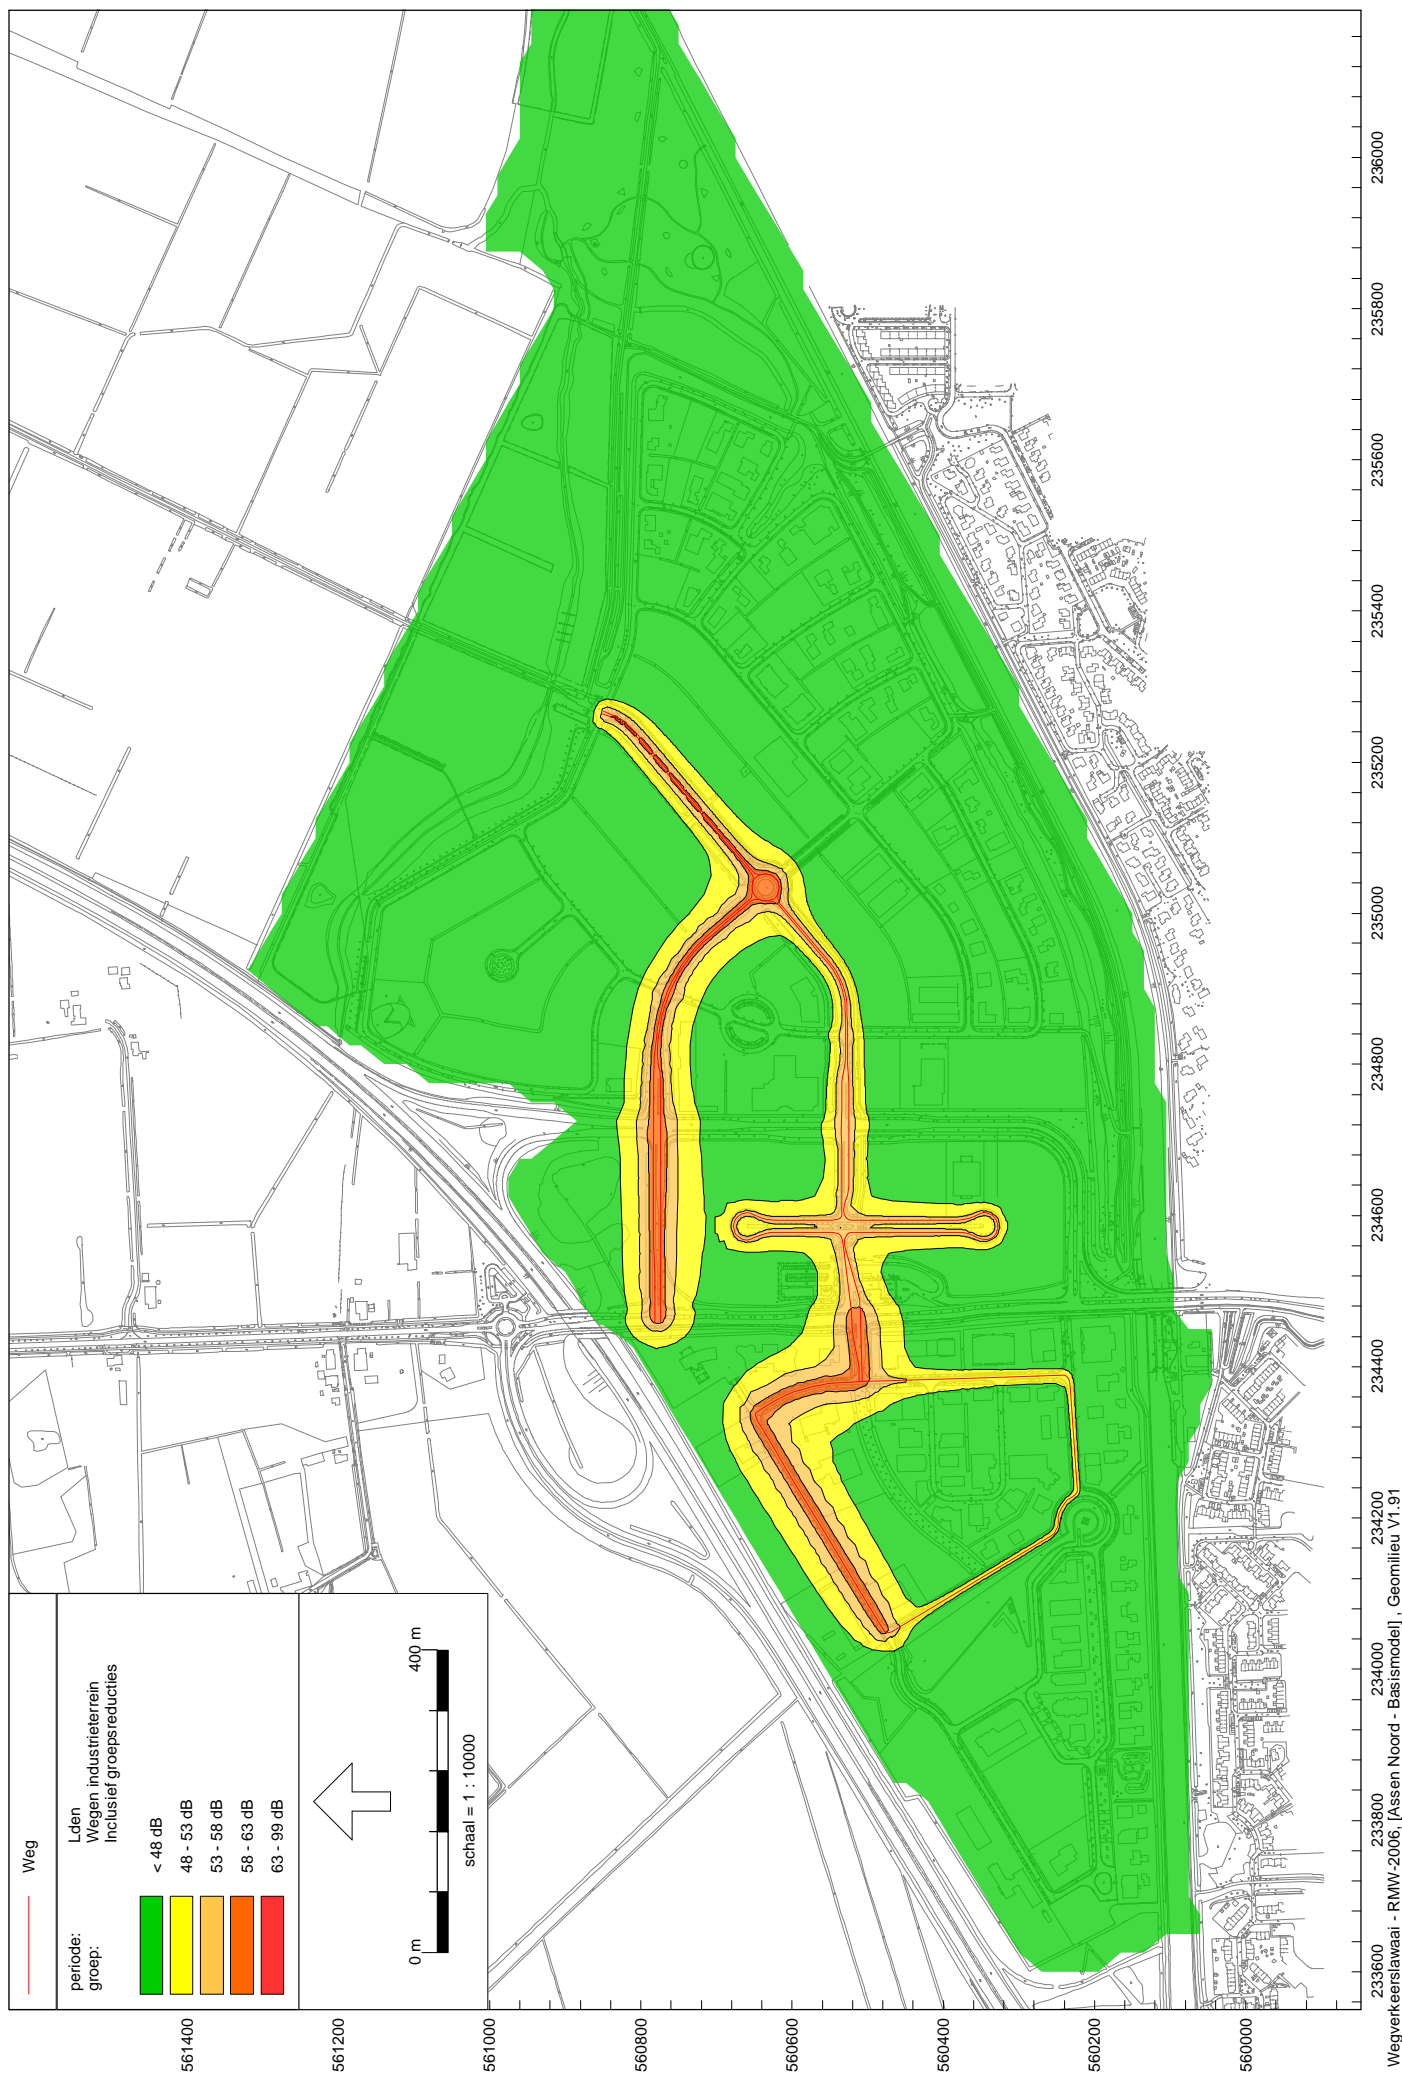 Weg
periode: Lden
groep: Wegen industrieterrein
Inclusief groepsreducties
< 48 dB
48 - 53 dB
53 - 58 dB
58 - 63 dB
63 - 99 dB
0 m 400 m
schaal = 1 : 10000
561400
561200
561000
560800
560600
560400
560200
560000
233600 233800 234000 234200 234400 234600 234800 235000 235200 235400 235600 235800 236000
Wegverkeerslawaai - RMW-2006, [Assen Noord - Basismodel] , Geomilieu V1.91